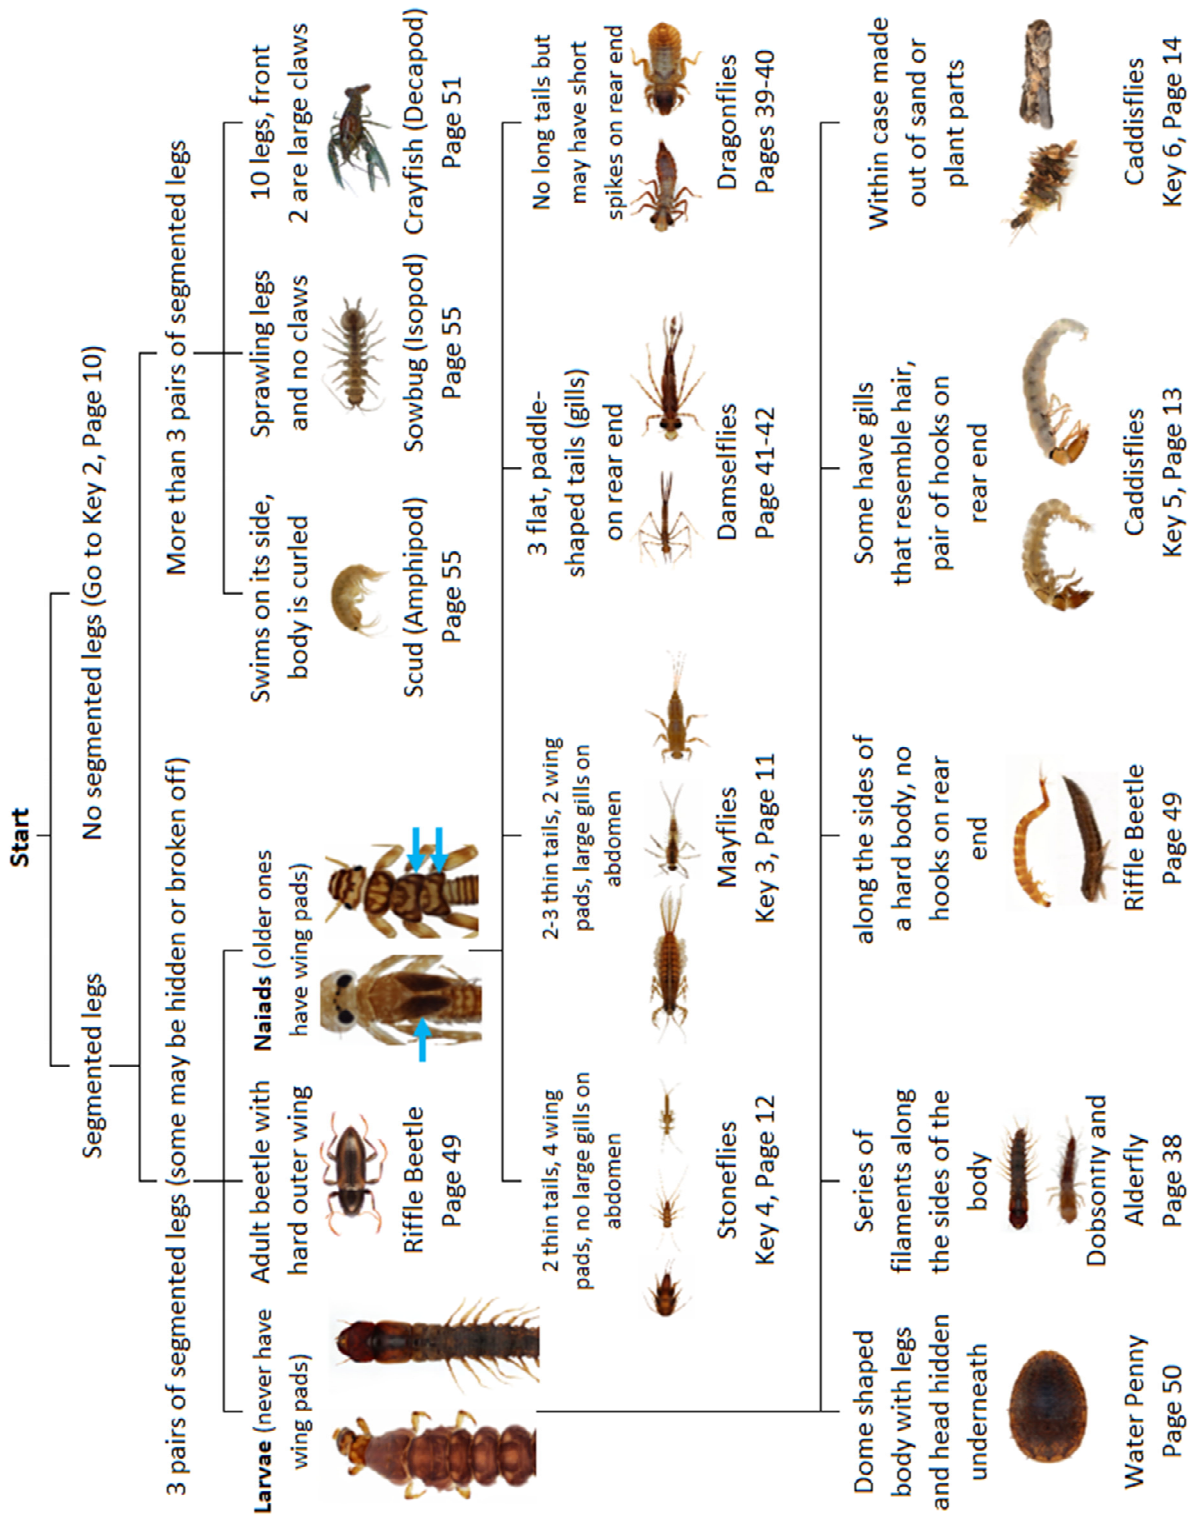 Start
Segmented legs
No segmented legs (Go to Key 2, Page 10)
3 pairs of segmented legs (some may be hidden or broken off)
More than 3 pairs of segmented legs
Larvae (never have
wing pads)
Adult beetle with
hard outer wing
Riffle Beetle
Page 49
Naiads (older ones
have wing pads)
Swims on its side,
body is curled
Scud (Amphipod)
Page 55
Sprawling legs
and no claws
Sowbug (Isopod)
Page 55
10 legs, front
2 are large claws
Crayfish (Decapod)
Page 51
2 thin tails, 4 wing
pads, no large gills on
abdomen
Stoneflies
Key 4, Page 12
2-3 thin tails, 2 wing
pads, large gills on
abdomen
Mayflies
Key 3, Page 11
3 flat, paddle-
shaped tails (gills)
on rear end
Damselflies
Page 41-42
No long tails but
may have short
spikes on rear end
Dragonflies
Pages 39-40
Dome shaped
body with legs
and head hidden
underneath
Water Penny
Page 50
Series of
filaments along
the sides of the
body
Dobsonfly and
Alderfly
Page 38
along the sides of
a hard body, no
hooks on rear
end
Riffle Beetle
Page 49
Some have gills
that resemble hair,
pair of hooks on
rear end
Caddisflies
Key 5, Page 13
Within case made
out of sand or
plant parts
Caddisflies
Key 6, Page 14